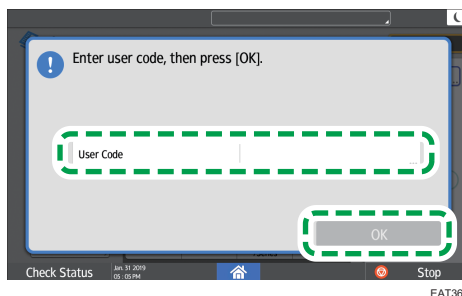 Enter user code, then press [OK].
User Code
...
OK
Check Status
Jan. 31 2019
05 : 05 PM
Stop
EAT36